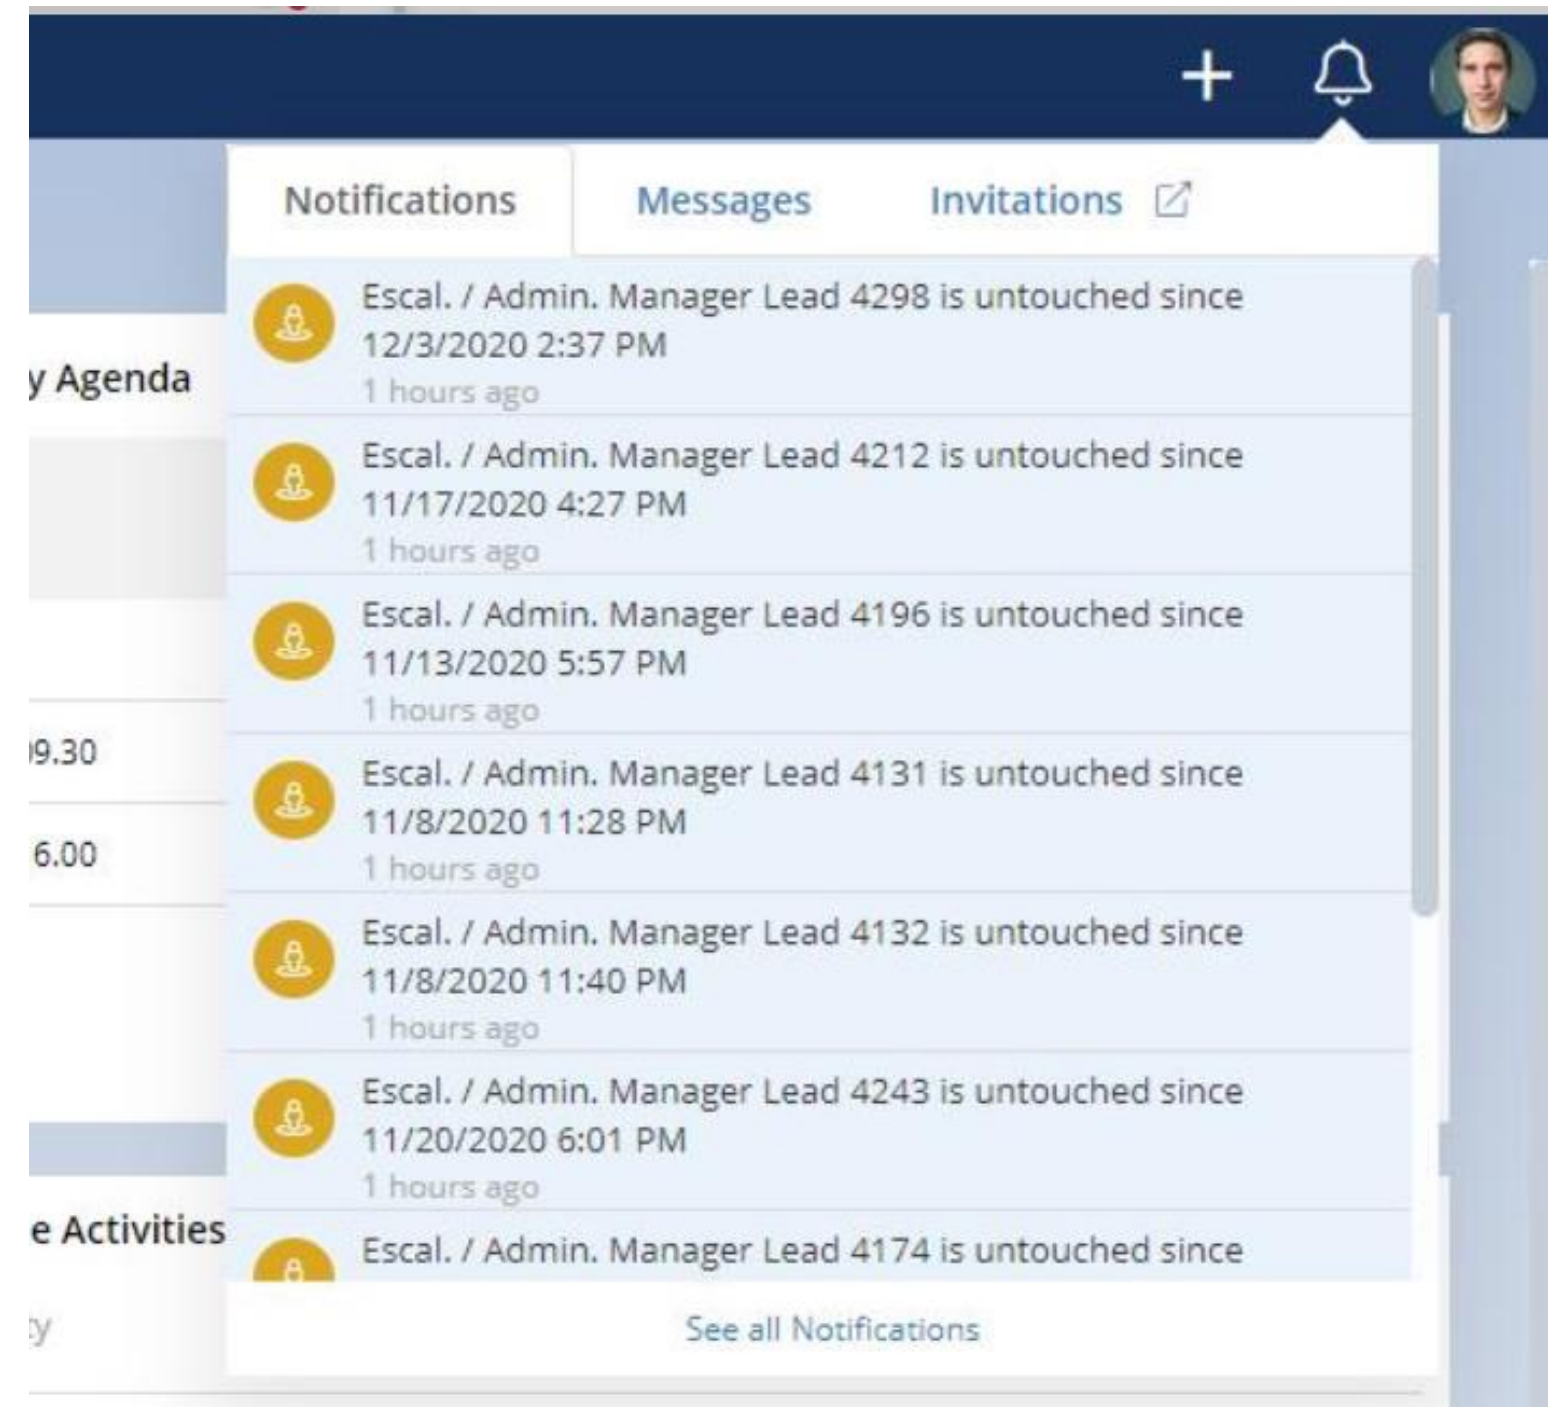 Notifications
Messages
Invitations
Escal. / Admin. Manager Lead 4298 is untouched since
12/3/2020 2:37 PM
1 hours ago
Escal. / Admin. Manager Lead 4212 is untouched since
11/17/2020 4:27 PM
1 hours ago
Escal. / Admin. Manager Lead 4196 is untouched since
11/13/2020 5:57 PM
1 hours ago
Escal. / Admin. Manager Lead 4131 is untouched since
11/8/2020 11:28 PM
1 hours ago
Escal. / Admin. Manager Lead 4132 is untouched since
11/8/2020 11:40 PM
1 hours ago
Escal. / Admin. Manager Lead 4243 is untouched since
11/20/2020 6:01 PM
1 hours ago
Escal. / Admin. Manager Lead 4174 is untouched since
See all Notifications
y Agenda
9.30
6.00
e Activities